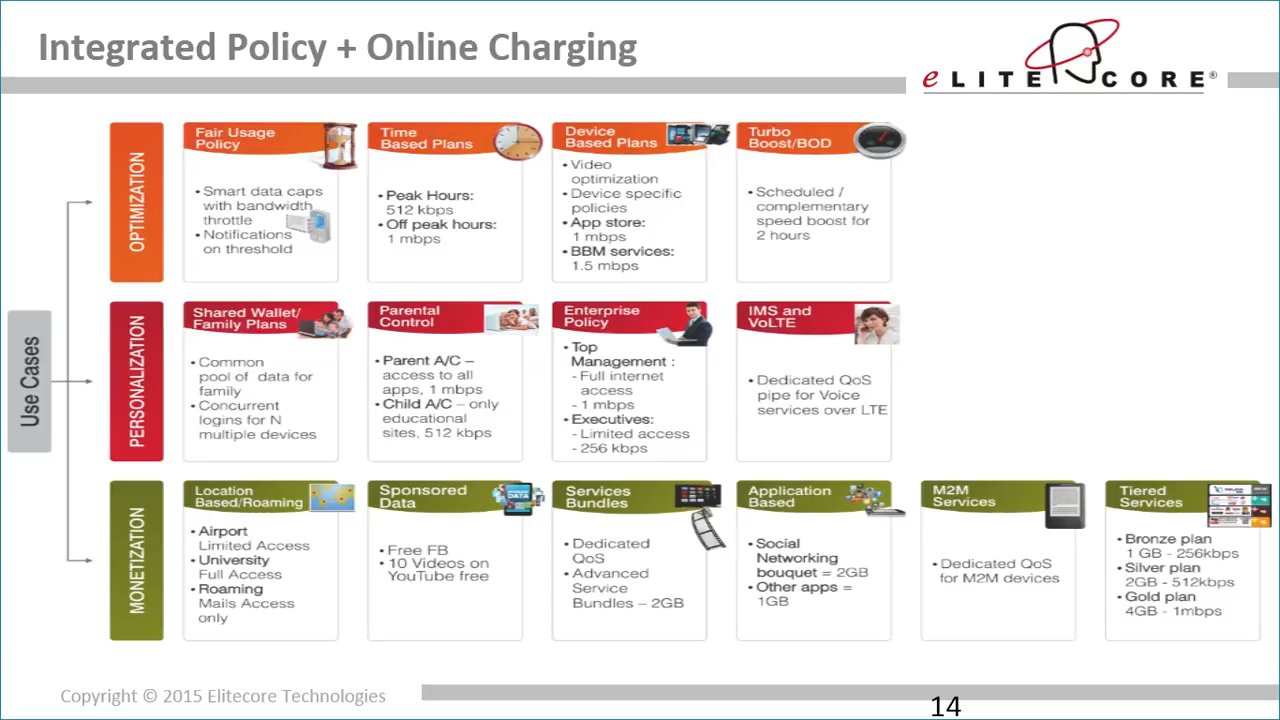 Integrated Policy + Online Charging
eLITECORE®
Use Cases
OPTIMIZATION
Fair Usage
Policy
• Smart data caps
with bandwidth
throttle
• Notifications
on threshold
Time
Based Plans
• Peak Hours:
512 kbps
• Off peak hours:
1 mbps
Device
Based Plans
• Video
optimization
• Device specific
policies
• App store:
1 mbps
• BBM services:
1.5 mbps
Turbo
Boost/BOD
• Scheduled /
complementary
speed boost for
2 hours
PERSONALIZATION
Shared Wallet/
Family Plans
• Common
pool of data for
family
• Concurrent
logins for N
multiple devices
Parental
Control
• Parent A/C –
access to all
apps, 1 mbps
• Child A/C – only
educational
sites, 512 kbps
Enterprise
Policy
• Top
Management :
- Full internet
access
- 1 mbps
• Executives:
- Limited access
- 256 kbps
IMS and
VoLTE
• Dedicated QoS
pipe for Voice
services over LTE
MONETIZATION
Location
Based/Roaming
• Airport
Limited Access
• University
Full Access
• Roaming
Mails Access
only
Sponsored
Data
• Free FB
• 10 Videos on
YouTube free
Services
Bundles
• Dedicated
QoS
• Advanced
Service
Bundles – 2GB
Application
Based
• Social
Networking
bouquet = 2GB
• Other apps =
1GB
M2M
Services
• Dedicated QoS
for M2M devices
Tiered
Services
• Bronze plan
1 GB - 256kbps
• Silver plan
2GB - 512kbps
• Gold plan
4GB - 1mbps
Copyright © 2015 Elitecore Technologies
14